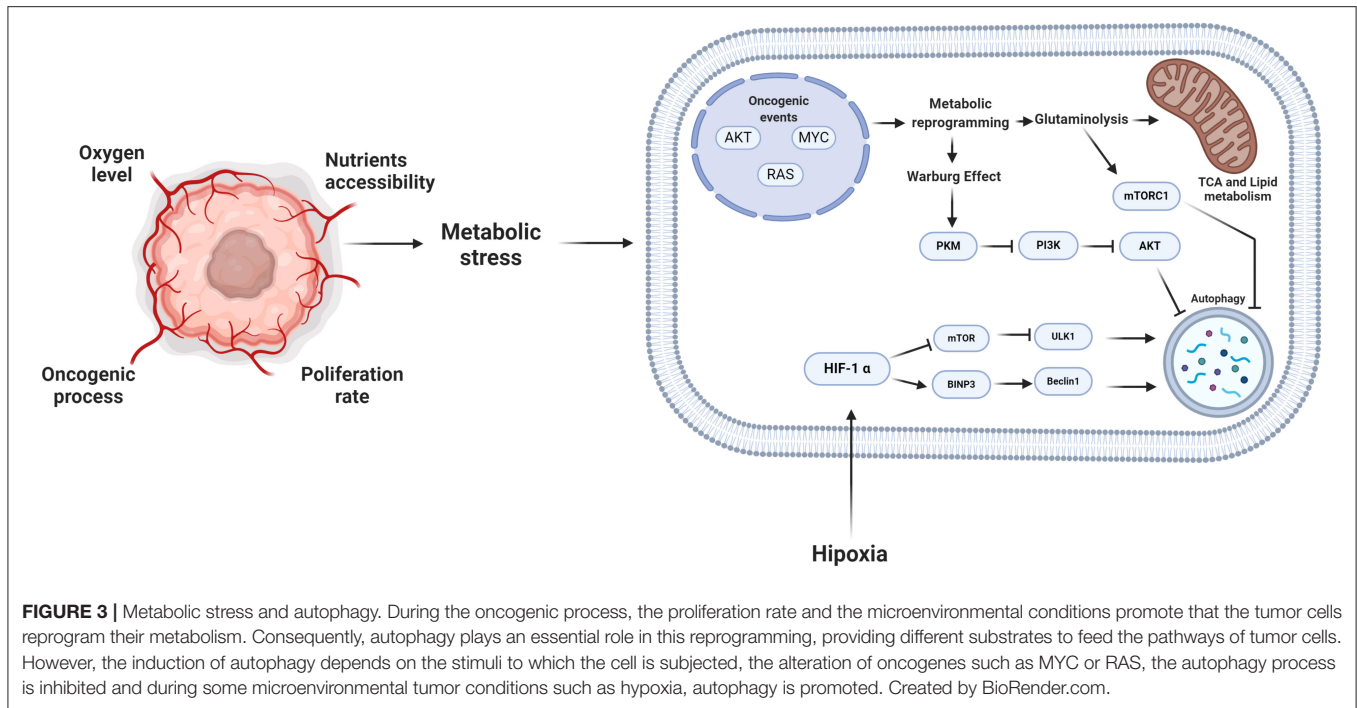 Oxygen
level
Nutrients
accessibility
Oncogenic
process
Poliferation
rate
Metabolic
stress
Oncogenic
events
AKT
MYC
RAS
Metabolic
reprogramming
Glutaminolysis
TCA and Lipid
metabolism
Warburg Effect
mTORC1
PKM
PI3K
AKT
Autophagy
HIF-1 α
mTOR
ULK1
BINP3
Beclin1
Hipoxia
FIGURE 3 | Metabolic stress and autophagy. During the oncogenic process, the proliferation rate and the microenvironmental conditions promote that the tumor cells
reprogram their metabolism. Consequently, autophagy plays an essential role in this reprogramming, providing different substrates to feed the pathways of tumor cells.
However, the induction of autophagy depends on the stimuli to which the cell is subjected, the alteration of oncogenes such as MYC or RAS, the autophagy process
is inhibited and during some microenvironmental tumor conditions such as hypoxia, autophagy is promoted. Created by BioRender.com.